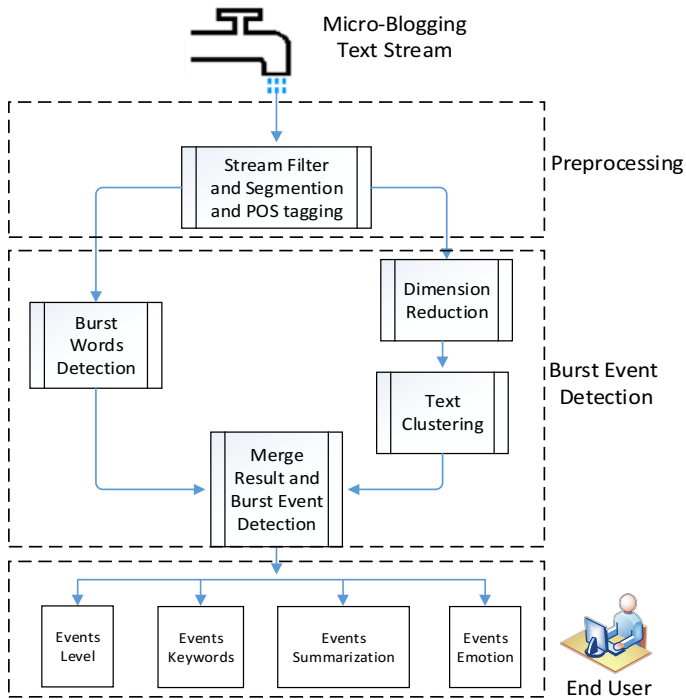 Micro-Blogging
Text Stream
Stream Filter
and Segmention
and POS tagging
Preprocessing
Burst
Words
Detection
Dimension
Reduction
Text
Clustering
Burst Event
Detection
Merge
Result and
Burst Event
Detection
Events
Level
Events
Keywords
Events
Summarization
Events
Emotion
End User